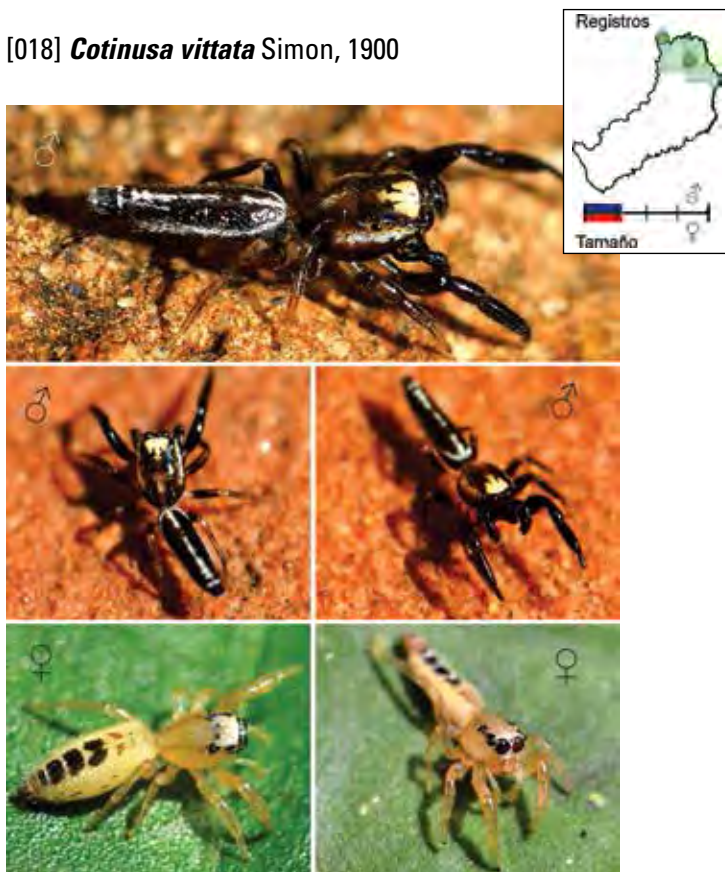 [018] Cotinusa vittata Simon, 1900
Registros
♂
♀
Tamaño
♂
♂
♂
♀
♀